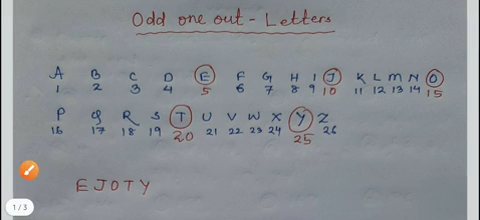 Odd one out - Letters
A B C D E F G H I J K L M N O
1 2 3 4 5 6 7 8 9 10 11 12 13 14 15
P Q R S T U V W X Y Z
16 17 18 19 20 21 22 23 24 25 26
E J O T Y
1 / 3